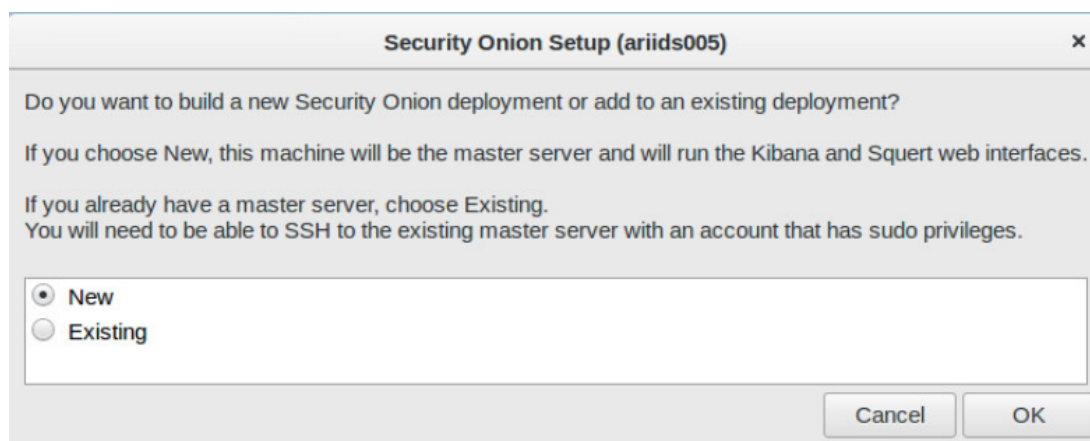 Security Onion Setup (ariids005)
Do you want to build a new Security Onion deployment or add to an existing deployment?
If you choose New, this machine will be the master server and will run the Kibana and Squert web interfaces.
If you already have a master server, choose Existing.
You will need to be able to SSH to the existing master server with an account that has sudo privileges.
New
Existing
Cancel OK